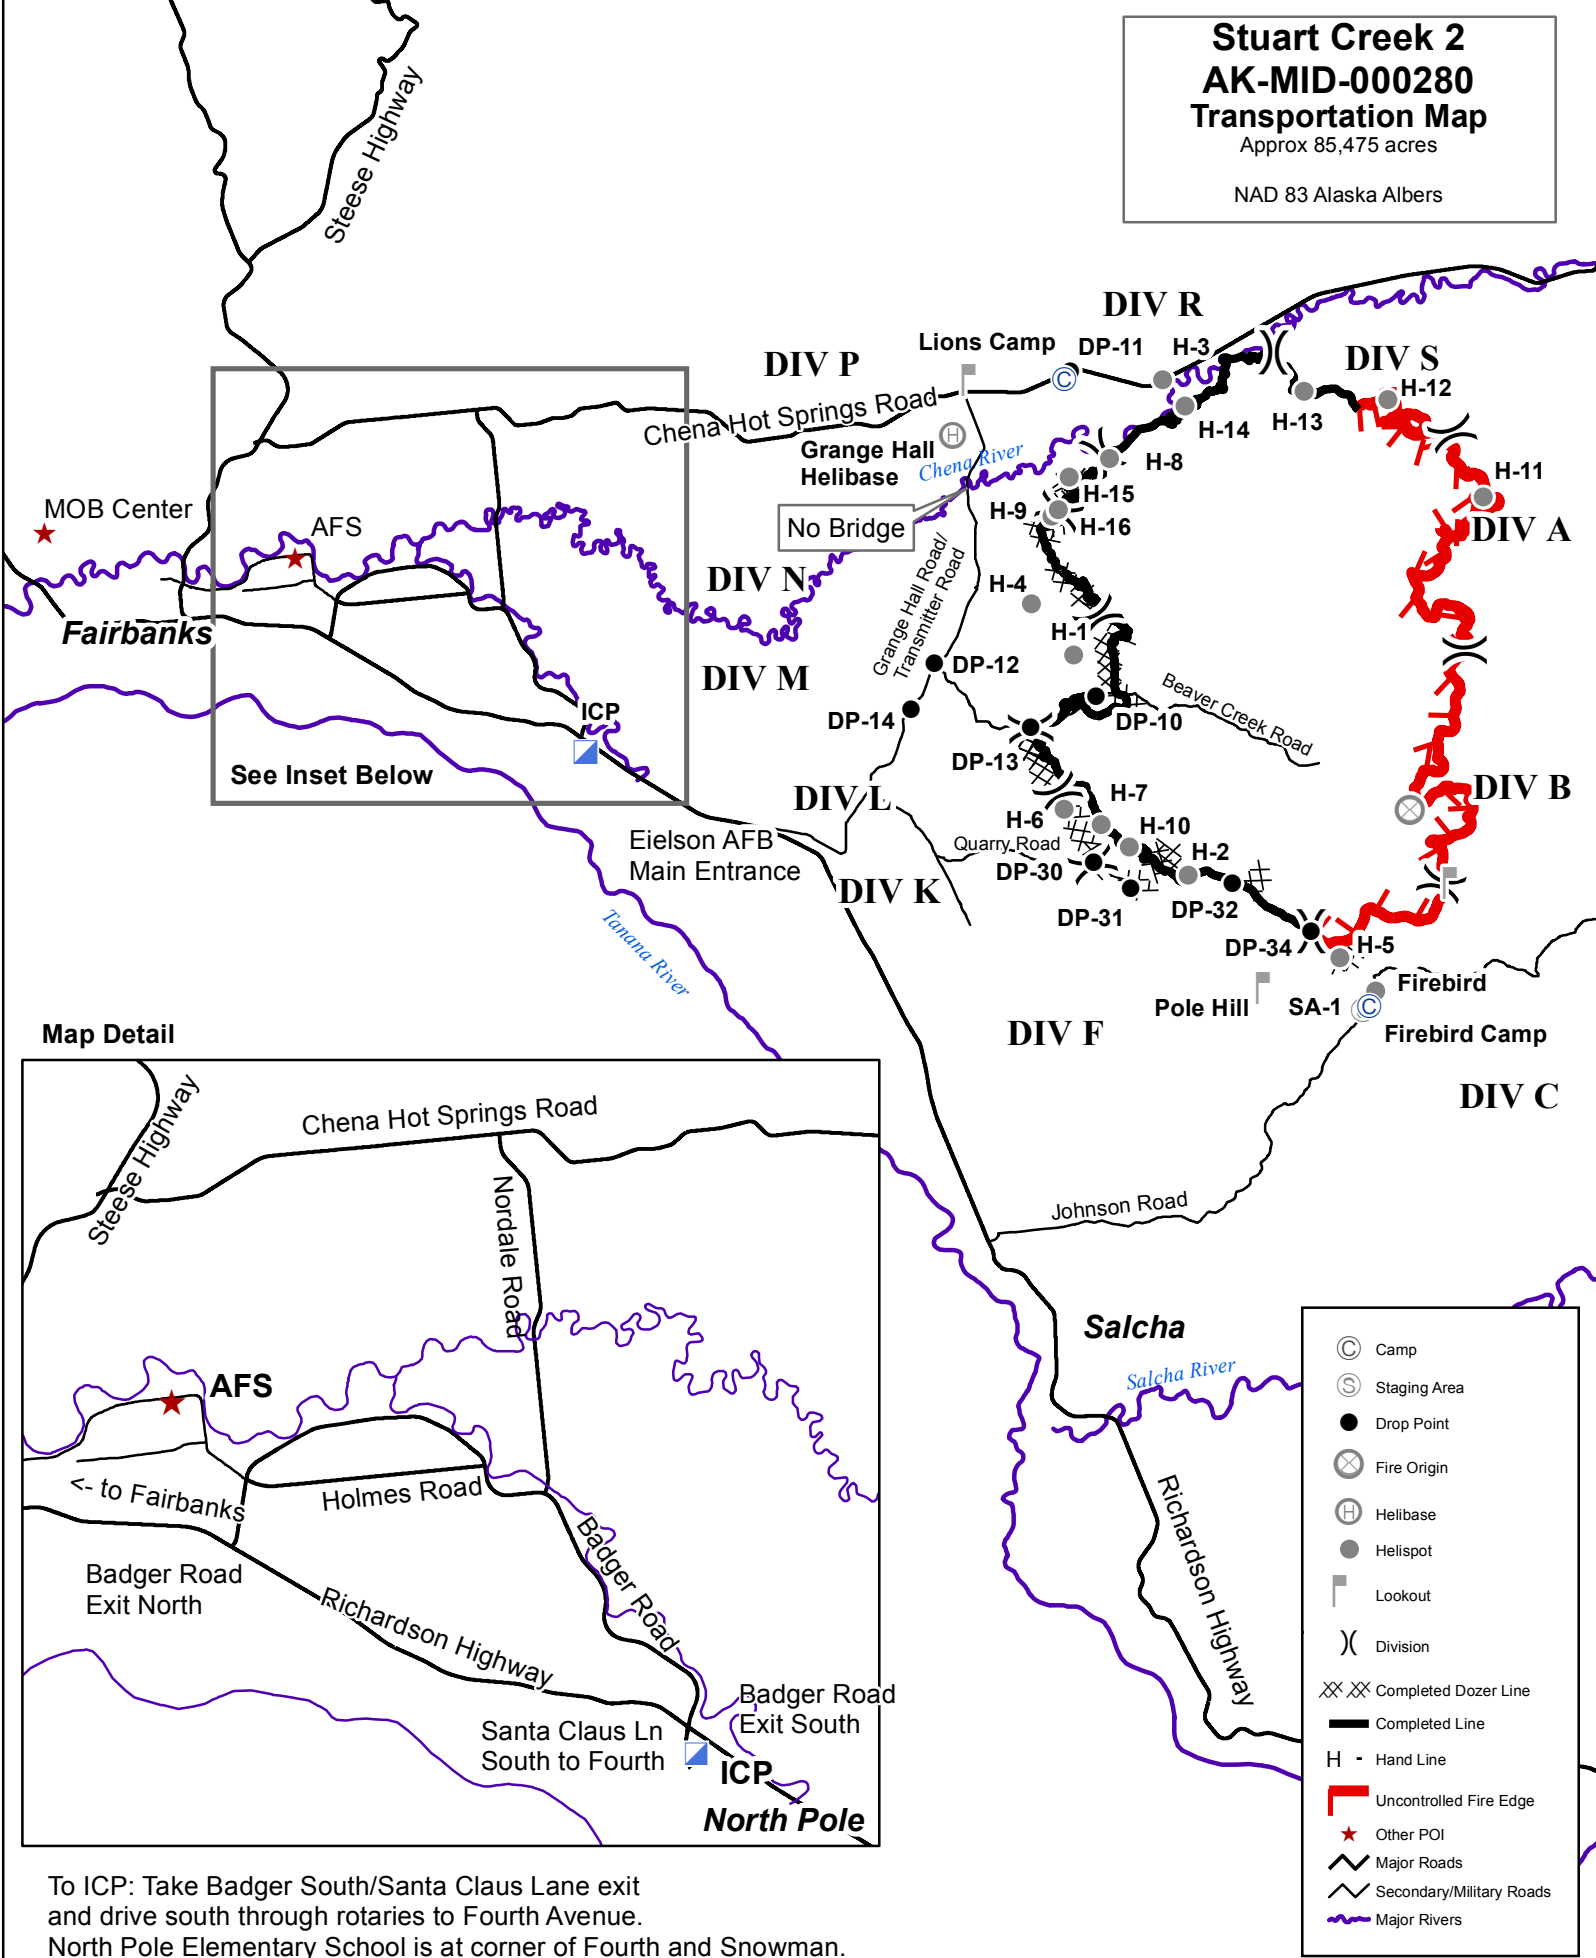 Stuart Creek 2
AK-MID-000280
Transportation Map
Approx 85,475 acres
NAD 83 Alaska Albers
Steese Highway
DIV R
Lions Camp
DP-11
H-3
DIV P
DIV S
H-12
C
Chena Hot Springs Road
H-13
H-14
Grange Hall
Helibase
H
Chena River
H-8
H-11
MOB Center
AFS
H-15
H-9
H-16
No Bridge
DIV A
DIV N
Grange Hall Road/
Transmitter Road
H-4
Fairbanks
H-1
DP-12
DIV M
Beaver Creek Road
ICP
DP-14
DP-10
See Inset Below
DP-13
DIV L
DIV B
H-7
H-6
H-10
Eielson AFB
Main Entrance
Quarry Road
H-2
DP-30
DIV K
DP-31
DP-32
Tanana River
DP-34
H-5
Firebird
Pole Hill
SA-1
C
Firebird Camp
DIV F
DIV C
Map Detail
Steese Highway
Chena Hot Springs Road
Nordale Road
Johnson Road
Salcha
Salcha River
AFS
<- to Fairbanks
Holmes Road
Badger Road
Badger Road
Exit North
Richardson Highway
Badger Road
Exit South
Santa Claus Ln
South to Fourth
ICP
North Pole
Richardson Highway
C Camp
S Staging Area
Drop Point
Fire Origin
H Helibase
Helispot
Lookout
)( Division
Completed Dozer Line
Completed Line
H - Hand Line
Uncontrolled Fire Edge
Other POI
Major Roads
Secondary/Military Roads
Major Rivers
To ICP: Take Badger South/Santa Claus Lane exit
and drive south through rotaries to Fourth Avenue.
North Pole Elementary School is at corner of Fourth and Snowman.